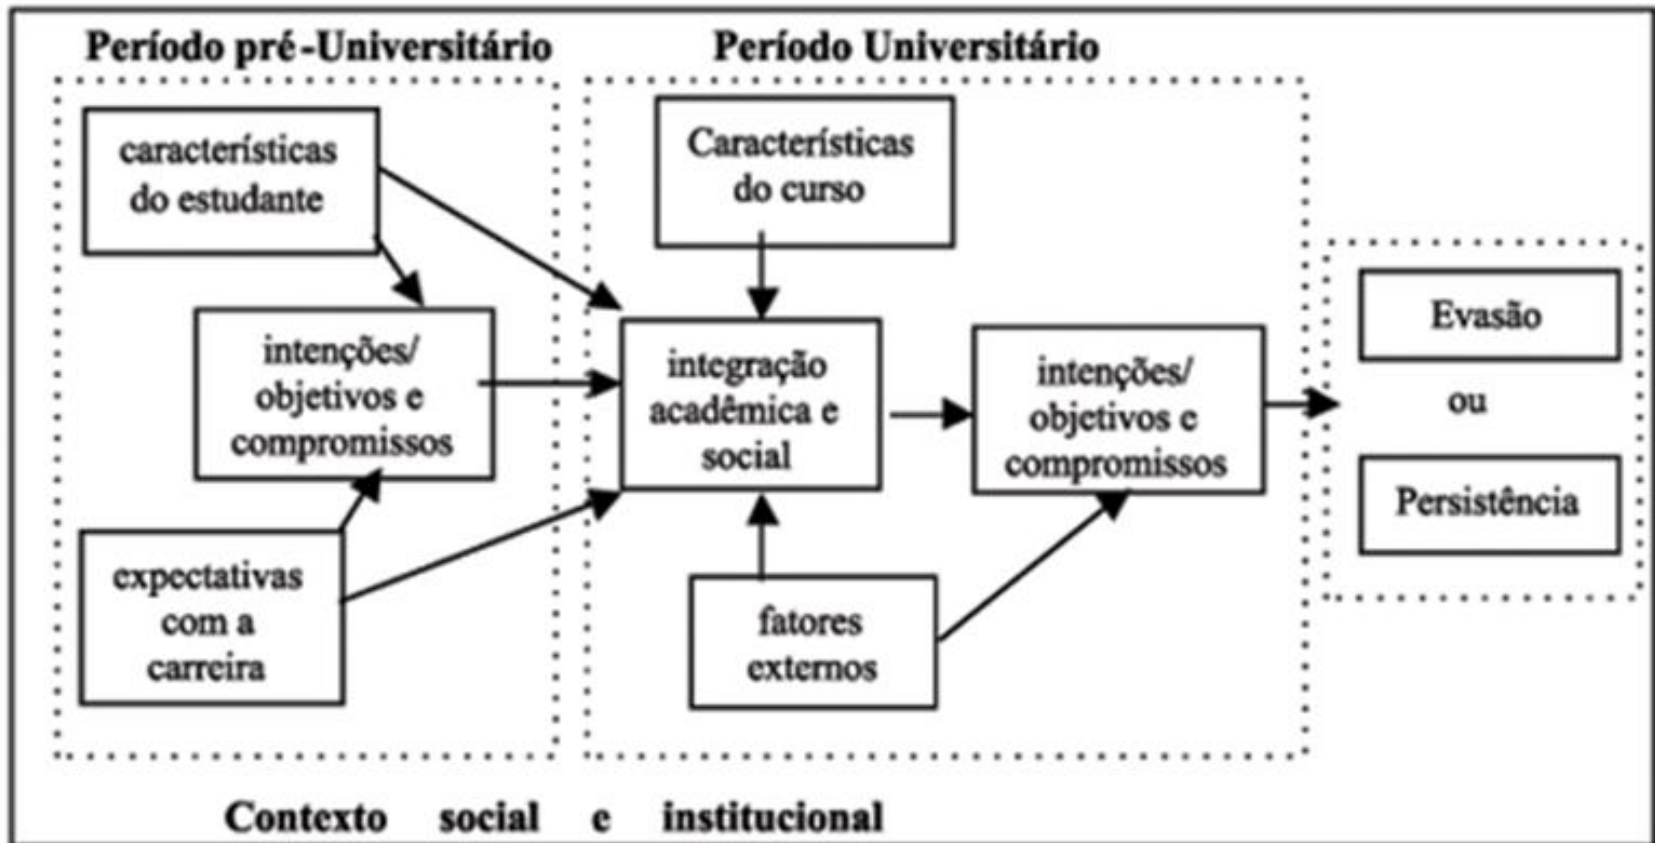 Período pré-Universitário
Período Universitário
características
do estudante
intenções/
objetivos e
compromissos
expectativas
com a
carreira
Características
do curso
integração
acadêmica e
social
fatores
externos
intenções/
objetivos e
compromissos
Evasão
ou
Persistência
Contexto social e institucional